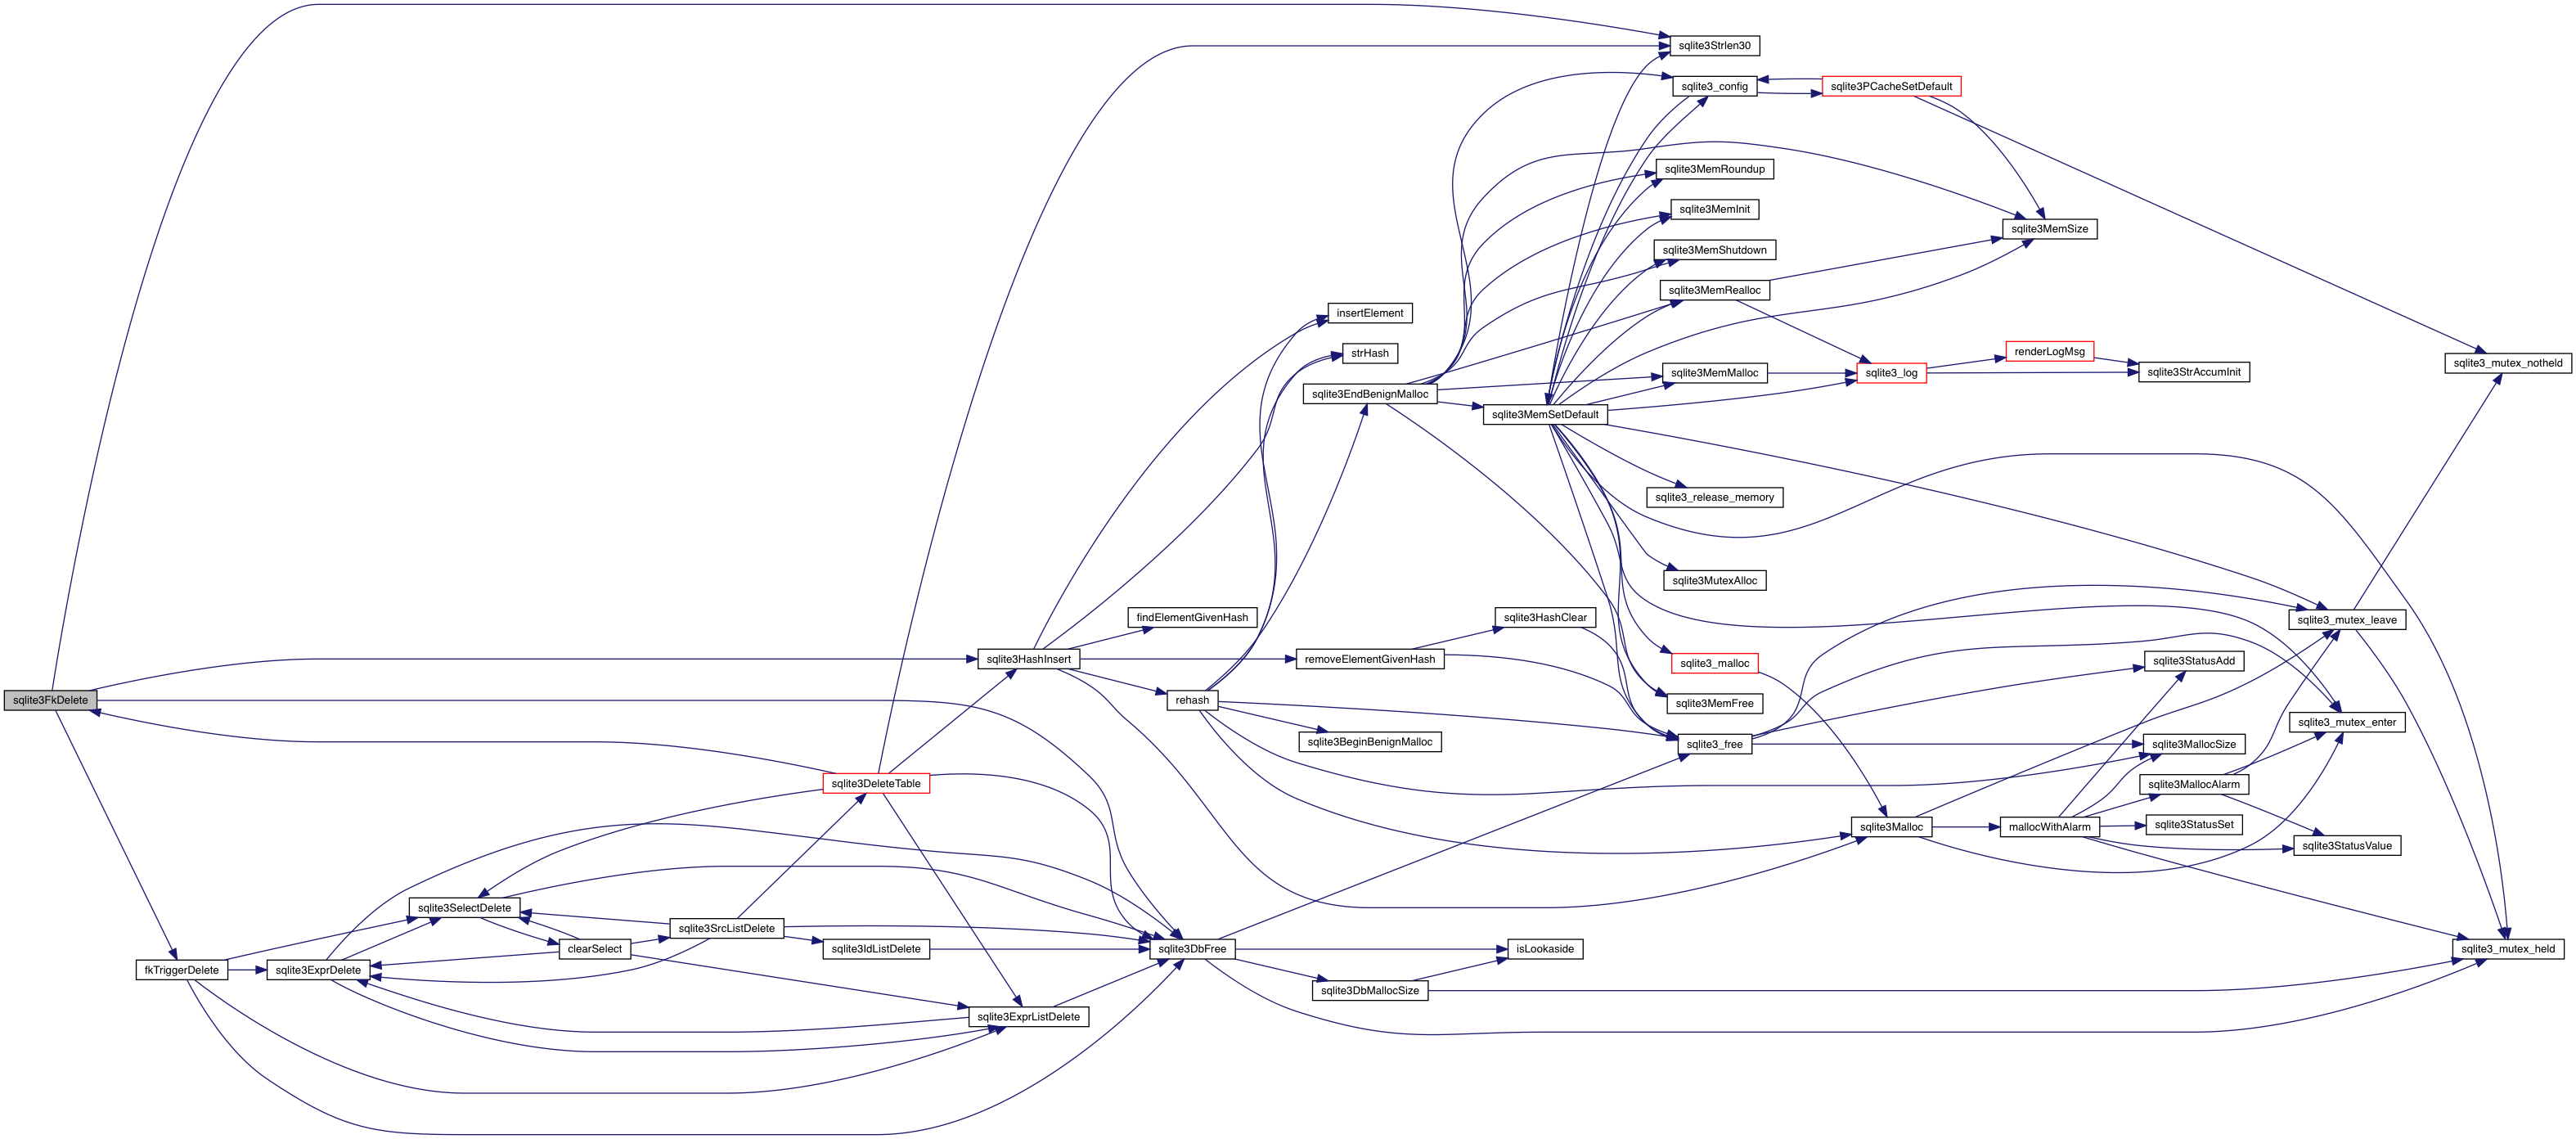 sqlite3Strlen30
sqlite3_config
sqlite3PCacheSetDefault
sqlite3MemRoundup
sqlite3MemInit
sqlite3MemSize
sqlite3MemShutdown
sqlite3MemRealloc
insertElement
strHash
renderLogMsg
sqlite3_mutex_notheld
sqlite3MemMalloc
sqlite3_log
sqlite3StrAccumInit
sqlite3EndBenignMalloc
sqlite3MemSetDefault
sqlite3_release_memory
sqlite3MutexAlloc
findElementGivenHash
sqlite3HashClear
sqlite3_mutex_leave
sqlite3HashInsert
removeElementGivenHash
sqlite3_malloc
sqlite3StatusAdd
sqlite3FkDelete
rehash
sqlite3MemFree
sqlite3_mutex_enter
sqlite3BeginBenignMalloc
sqlite3_free
sqlite3MallocSize
sqlite3DeleteTable
sqlite3MallocAlarm
sqlite3Malloc
mallocWithAlarm
sqlite3StatusSet
sqlite3StatusValue
sqlite3SelectDelete
sqlite3SrcListDelete
clearSelect
sqlite3IdListDelete
sqlite3DbFree
isLookaside
sqlite3_mutex_held
fkTriggerDelete
sqlite3ExprDelete
sqlite3DbMallocSize
sqlite3ExprListDelete